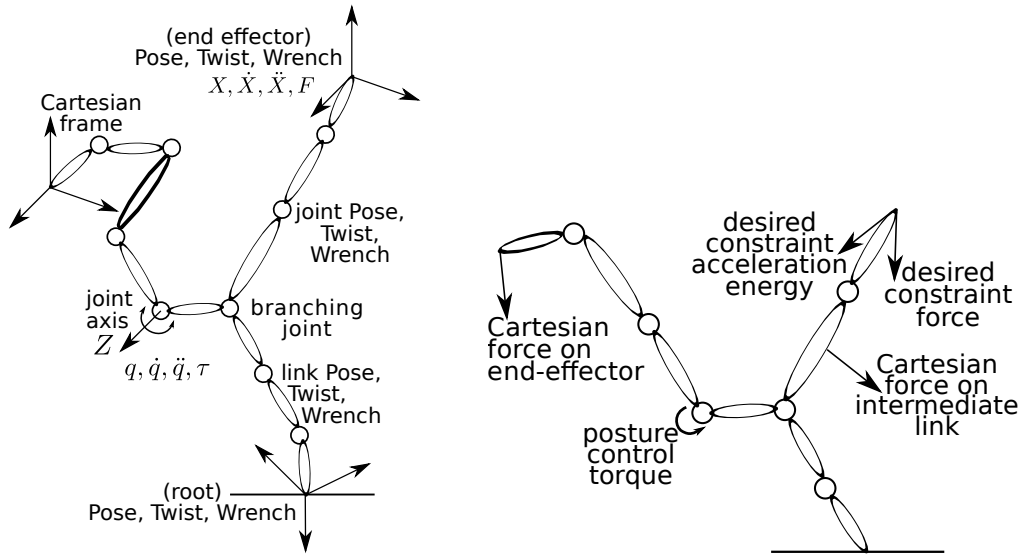 (end effector)
Pose, Twist, Wrench
X, Ẋ, Ẍ, F
Cartesian
frame
joint Pose,
Twist,
Wrench
joint
axis
Z
q, q̇, q̈, τ
branching
joint
link Pose,
Twist,
Wrench
(root)
Pose, Twist, Wrench
desired
constraint
acceleration
energy
desired
constraint
force
Cartesian
force on
end-effector
Cartesian
force on
intermediate
link
posture
control
torque